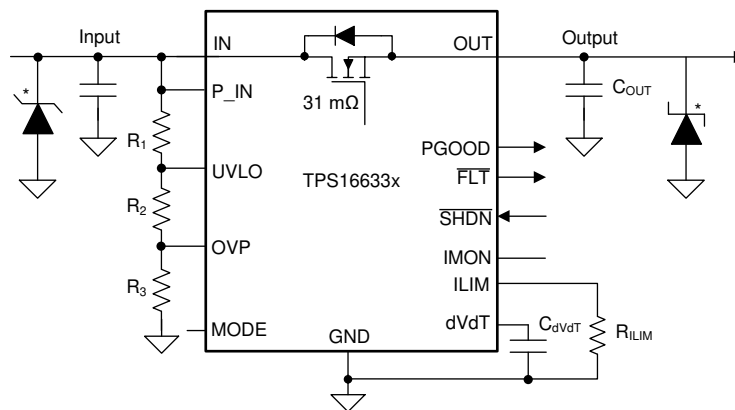 Input
IN
OUT
Output
*
P_IN
31 mΩ
COUT
*
R1
PGOOD
UVLO
TPS16633x
FLT
R2
SHDN
OVP
IMON
R3
ILIM
MODE
GND
dVdT
CdVdT
RILIM